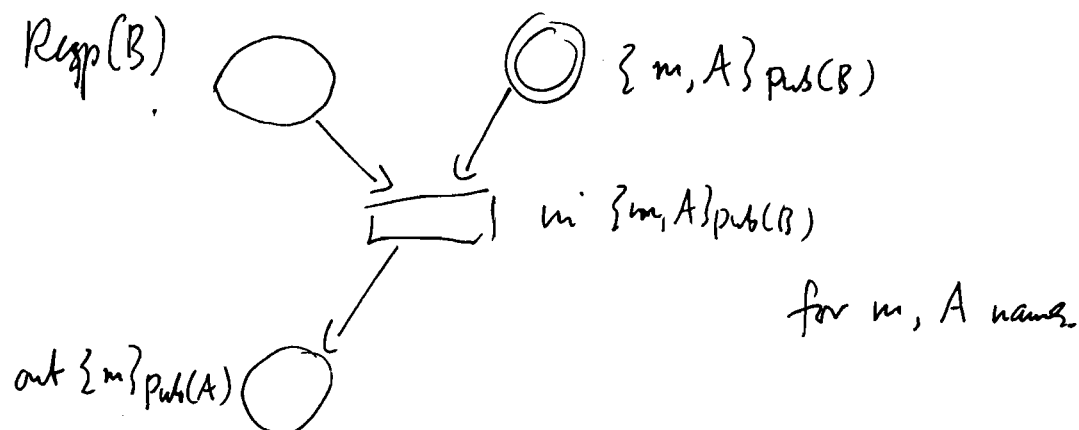 Resp(B)
{m, A}pub(B)
in {m, A}pub(B)
for m, A names
out {m}pub(A)